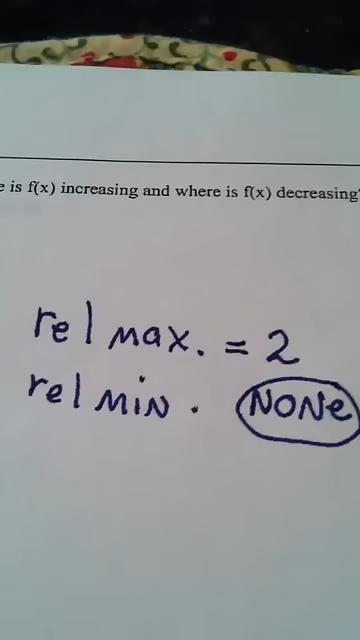 is f(x) increasing and where is f(x) decreasing
rel max. = 2
rel min. NONe